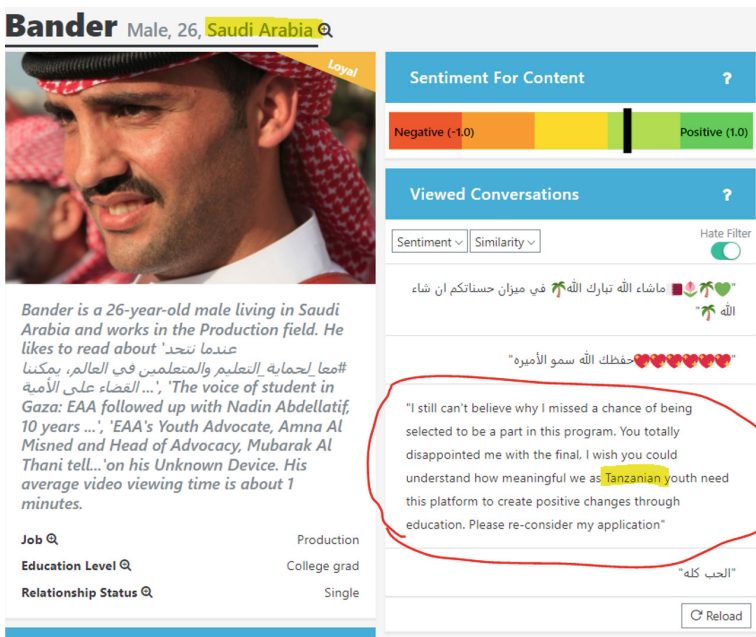 Bander Male, 26, Saudi Arabia
Loyal
Bander is a 26-year-old male living in Saudi
Arabia and works in the Production field. He
likes to read about 'عندما نتحد
#معا_لحماية_التعليم والمتعلمين في العالم، يمكننا
القضاء على الأمية ...', 'The voice of student in
Gaza: EAA followed up with Nadin Abdellatif,
10 years ...', 'EAA's Youth Advocate, Amna Al
Misned and Head of Advocacy, Mubarak Al
Thani tell...'on his Unknown Device. His
average video viewing time is about 1
minutes.
Job Production
Education Level College grad
Relationship Status Single
Sentiment For Content ?
Negative (-1.0) Positive (1.0)
Viewed Conversations ?
Sentiment Similarity Hate Filter
"💚🌴🌷🇶🇦ماشاء الله تبارك الله🌴 في ميزان حسناتكم ان شاء
الله 🌴"
"💝💝💝💝💝💝حفظك الله سمو الأميره"
"I still can't believe why I missed a chance of being
selected to be a part in this program. You totally
disappointed me with the final, I wish you could
understand how meaningful we as Tanzanian youth need
this platform to create positive changes through
education. Please re-consider my application"
"الحب كله"
Reload